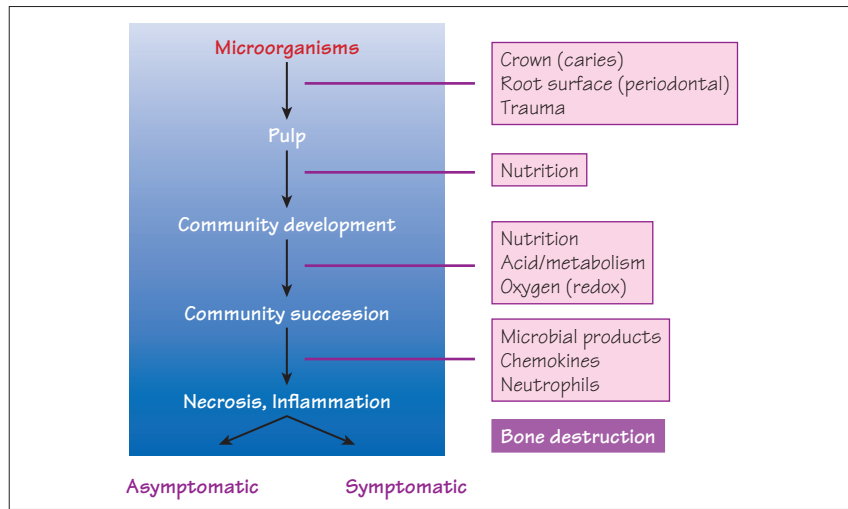 Microorganisms
Crown (caries)
Root surface (periodontal)
Trauma
Pulp
Nutrition
Community development
Nutrition
Acid/metabolism
Oxygen (redox)
Community succession
Microbial products
Chemokines
Neutrophils
Necrosis, Inflammation
Bone destruction
Asymptomatic
Symptomatic